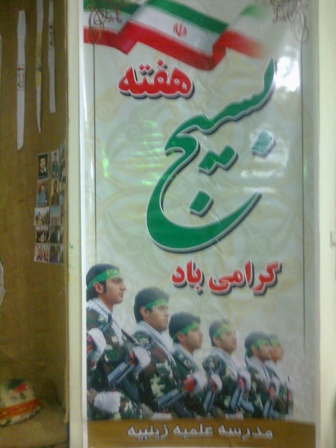 هفته
بسیج
گرامی باد
مدرسه علمیه زینبیه